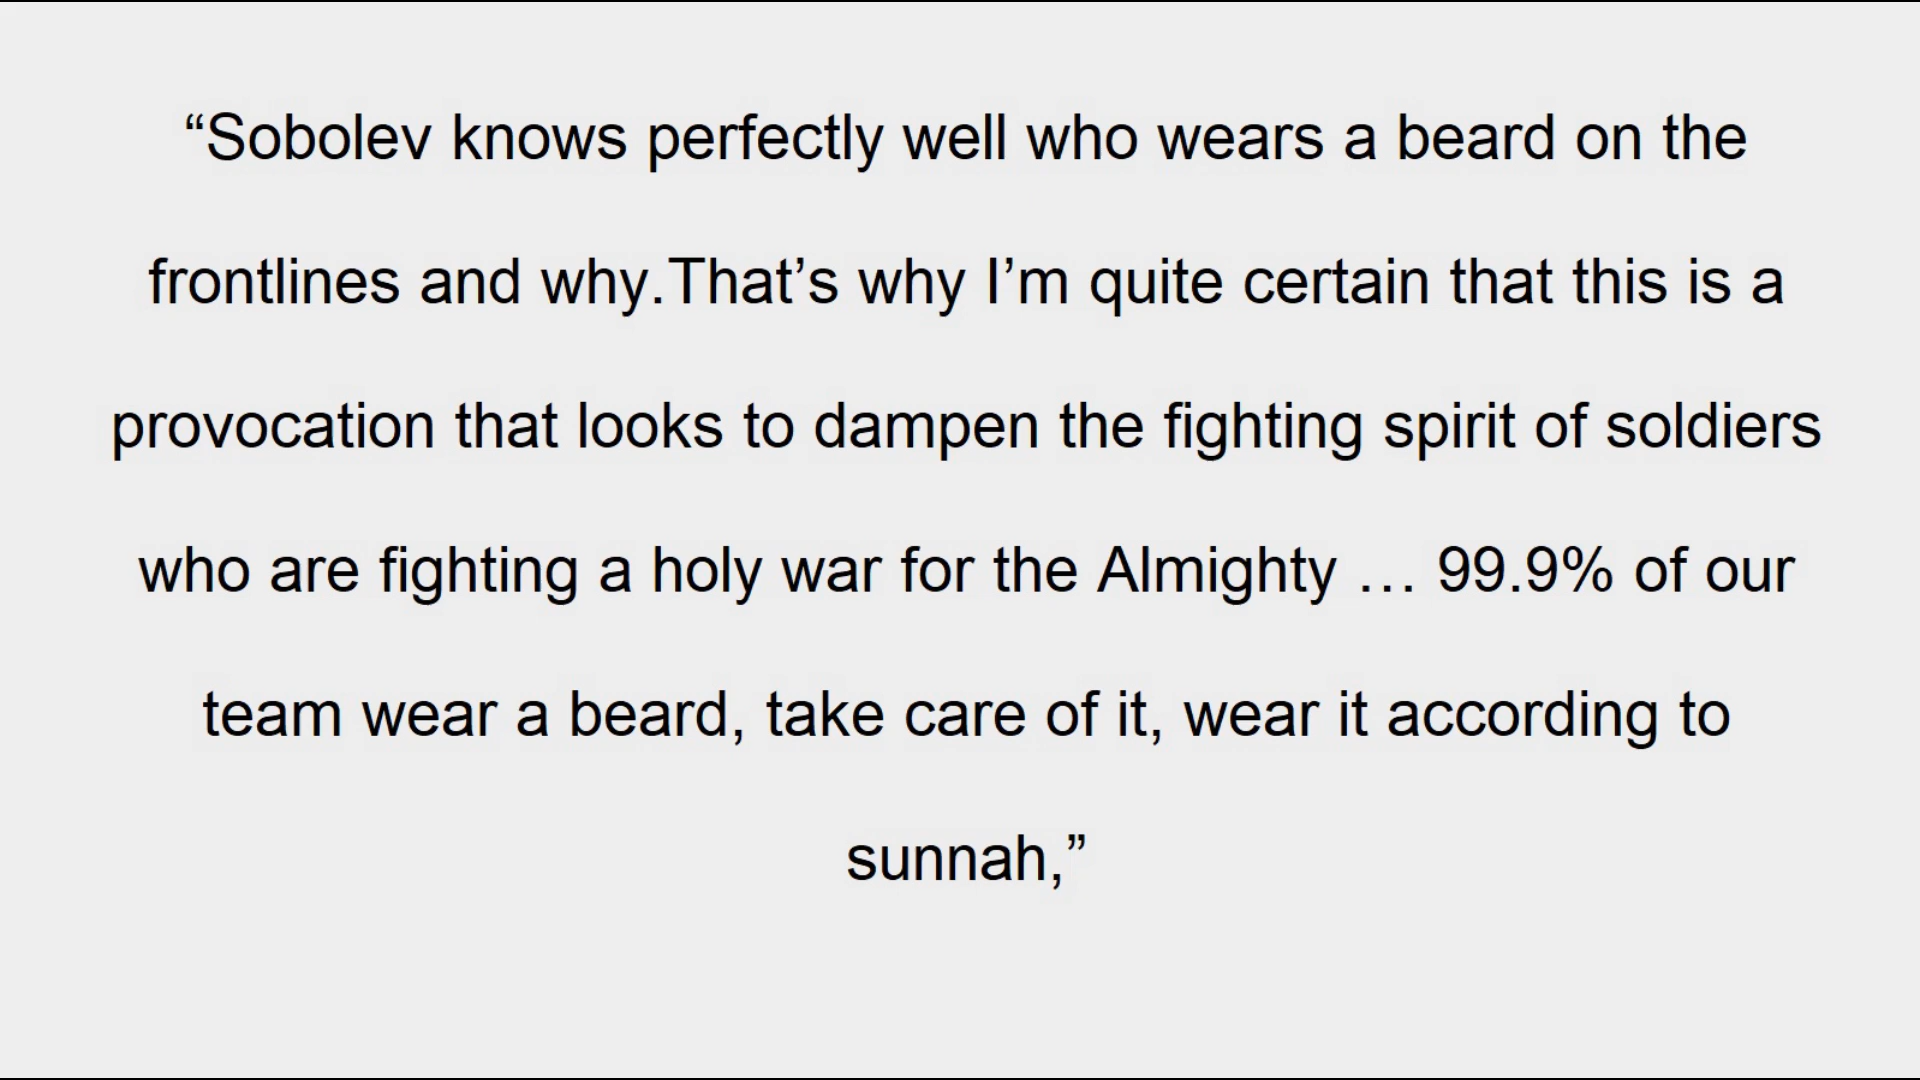 “Sobolev knows perfectly well who wears a beard on the
frontlines and why.That’s why I’m quite certain that this is a
provocation that looks to dampen the fighting spirit of soldiers
who are fighting a holy war for the Almighty … 99.9% of our
team wear a beard, take care of it, wear it according to
sunnah,”